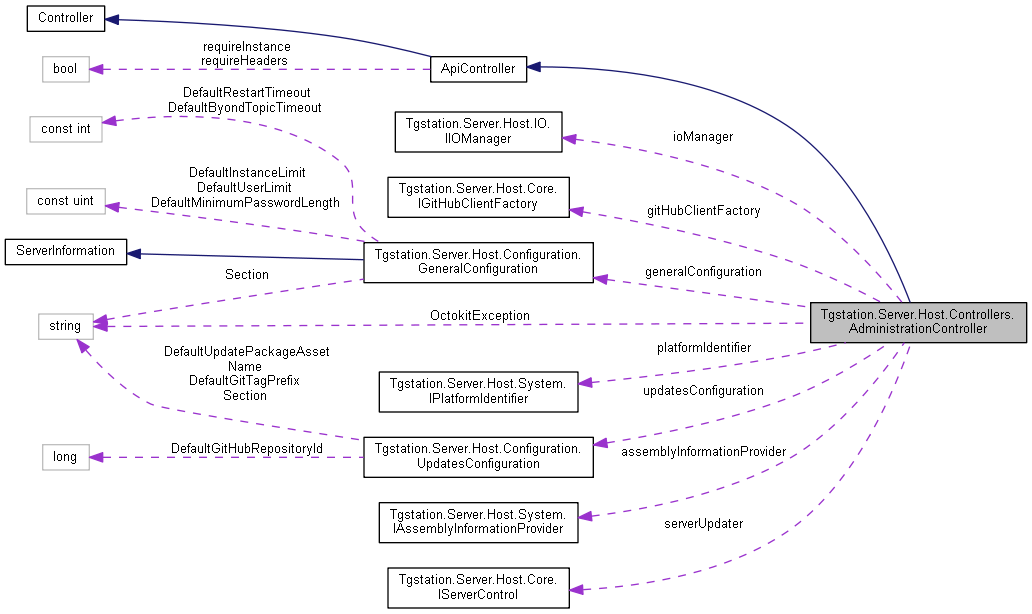 Controller
requireInstance
requireHeaders
bool
ApiController
DefaultRestartTimeout
DefaultByondTopicTimeout
const int
Tgstation.Server.Host.IO.
IIOManager
ioManager
DefaultInstanceLimit
DefaultUserLimit
DefaultMinimumPasswordLength
const uint
Tgstation.Server.Host.Core.
IGitHubClientFactory
gitHubClientFactory
ServerInformation
Tgstation.Server.Host.Configuration.
GeneralConfiguration
generalConfiguration
Section
string
OctokitException
Tgstation.Server.Host.Controllers.
AdministrationController
DefaultUpdatePackageAsset
Name
DefaultGitTagPrefix
Section
platformIdentifier
Tgstation.Server.Host.System.
IPlatformIdentifier
updatesConfiguration
long
DefaultGitHubRepositoryId
Tgstation.Server.Host.Configuration.
UpdatesConfiguration
assemblyInformationProvider
Tgstation.Server.Host.System.
IAssemblyInformationProvider
serverUpdater
Tgstation.Server.Host.Core.
IServerControl